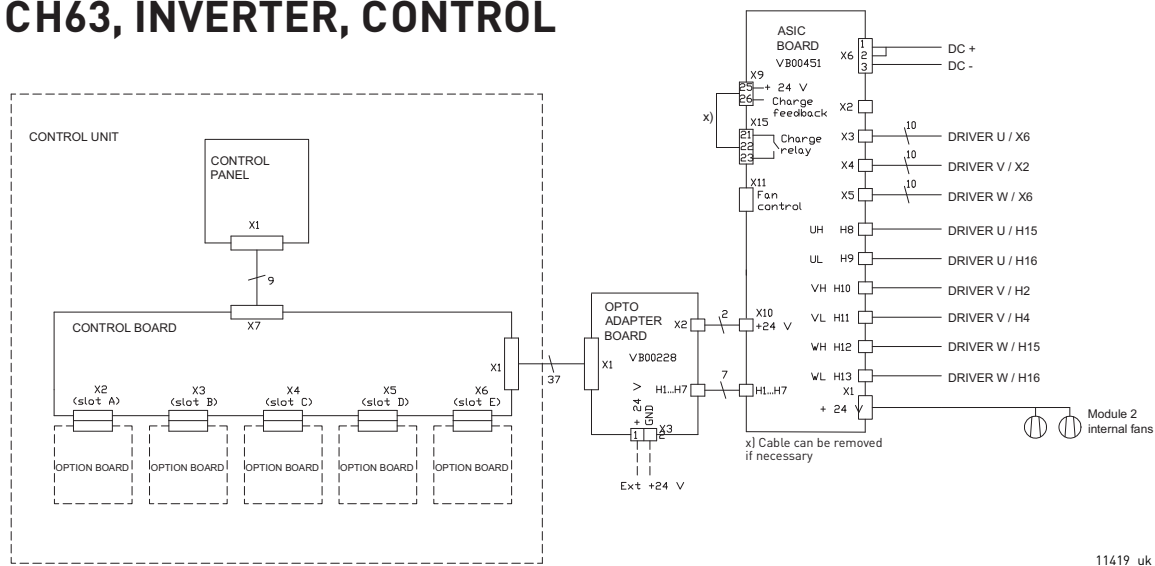 CH63, INVERTER, CONTROL
CONTROL UNIT
CONTROL
PANEL
X1
9
X7
CONTROL BOARD
X1
37
X2
(slot A)
X3
(slot B)
X4
(slot C)
X5
(slot D)
X6
(slot E)
OPTION BOARD
OPTION BOARD
OPTION BOARD
OPTION BOARD
OPTION BOARD
OPTO
ADAPTER
BOARD
VB00228
X1
X2
2
H1...H7
7
+ 24 V
GND
X3
1
2
Ext +24 V
ASIC
BOARD
VB00451
X9
25
+ 24 V
26
Charge
feedback
x)
X15
21
22
23
Charge
relay
X11
Fan
control
X10
+24 V
H1...H7
X6
1
2
3
DC +
DC -
X2
X3
10
DRIVER U / X6
X4
10
DRIVER V / X2
X5
10
DRIVER W / X6
UH H8
DRIVER U / H15
UL H9
DRIVER U / H16
VH H10
DRIVER V / H2
VL H11
DRIVER V / H4
WH H12
DRIVER W / H15
WL H13
DRIVER W / H16
X1
+ 24 V
Module 2
internal fans
x) Cable can be removed
if necessary
11419_uk